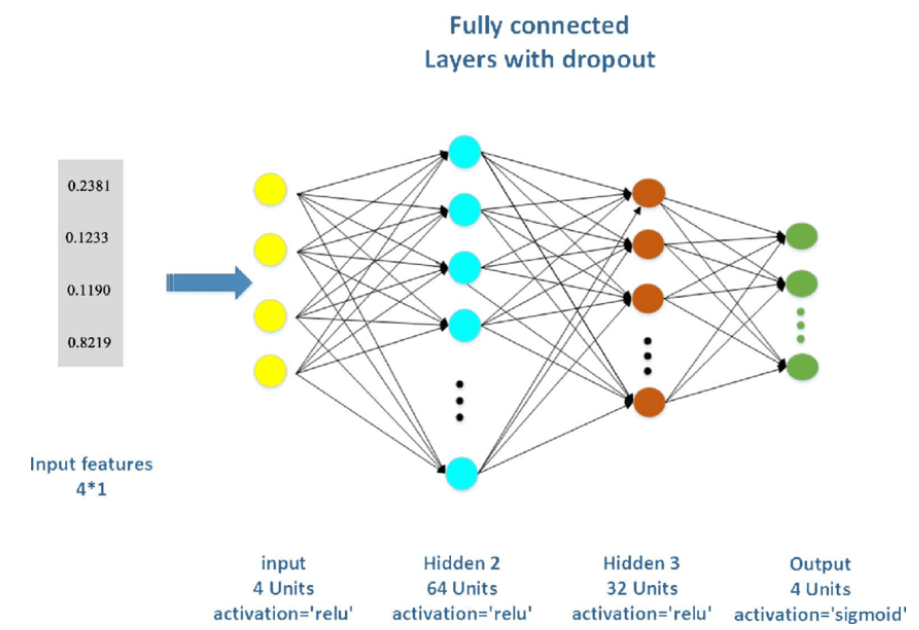 Fully connected
Layers with dropout
0.2381
0.1233
0.1190
0.8219
Input features
4*1
input
4 Units
activation='relu'
Hidden 2
64 Units
activation='relu'
Hidden 3
32 Units
activation='relu'
Output
4 Units
activation='sigmoid'